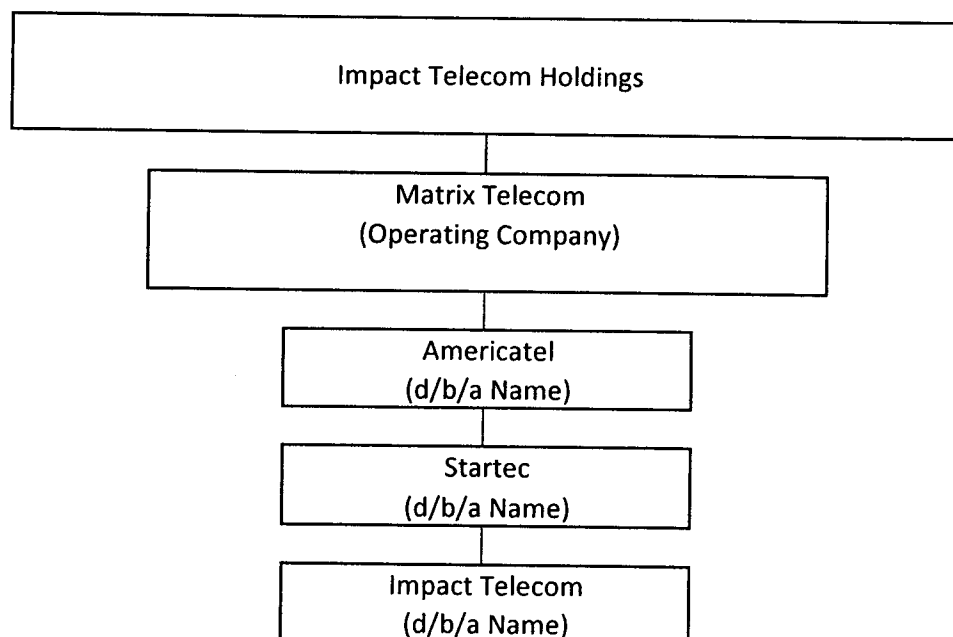 Impact Telecom Holdings
Matrix Telecom
(Operating Company)
Americatel
(d/b/a Name)
Startec
(d/b/a Name)
Impact Telecom
(d/b/a Name)